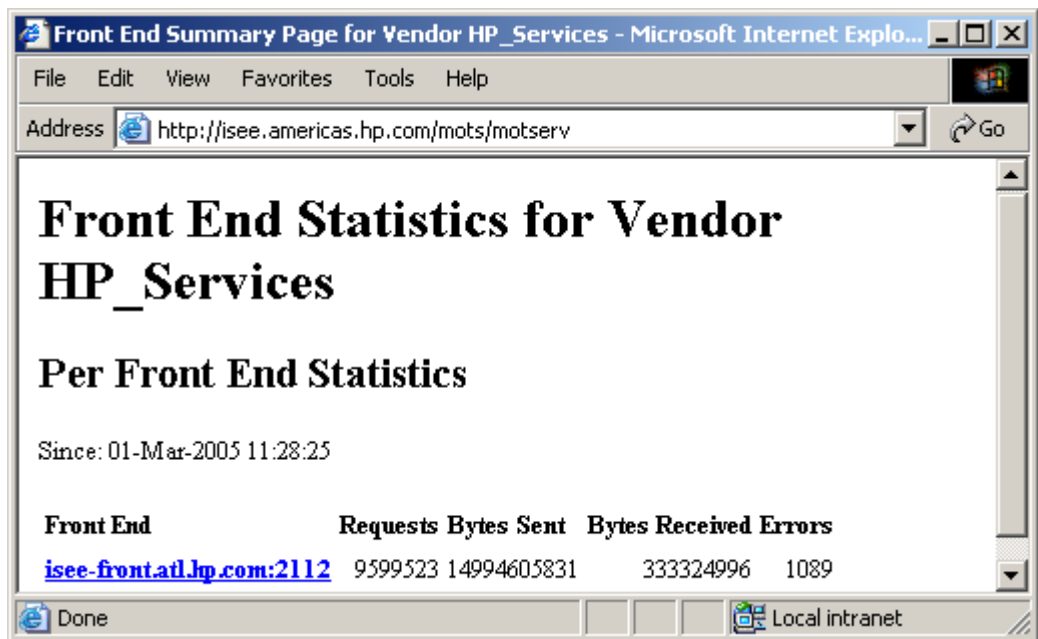 Front End Summary Page for Vendor HP_Services - Microsoft Internet Explo...
File Edit View Favorites Tools Help
Address http://isee.americas.hp.com/mots/motserv Go
Front End Statistics for Vendor
HP_Services
Per Front End Statistics
Since: 01-Mar-2005 11:28:25
Front End Requests Bytes Sent Bytes Received Errors
isee-front.atl.hp.com:2112 9599523 14994605831 333324996 1089
Done Local intranet